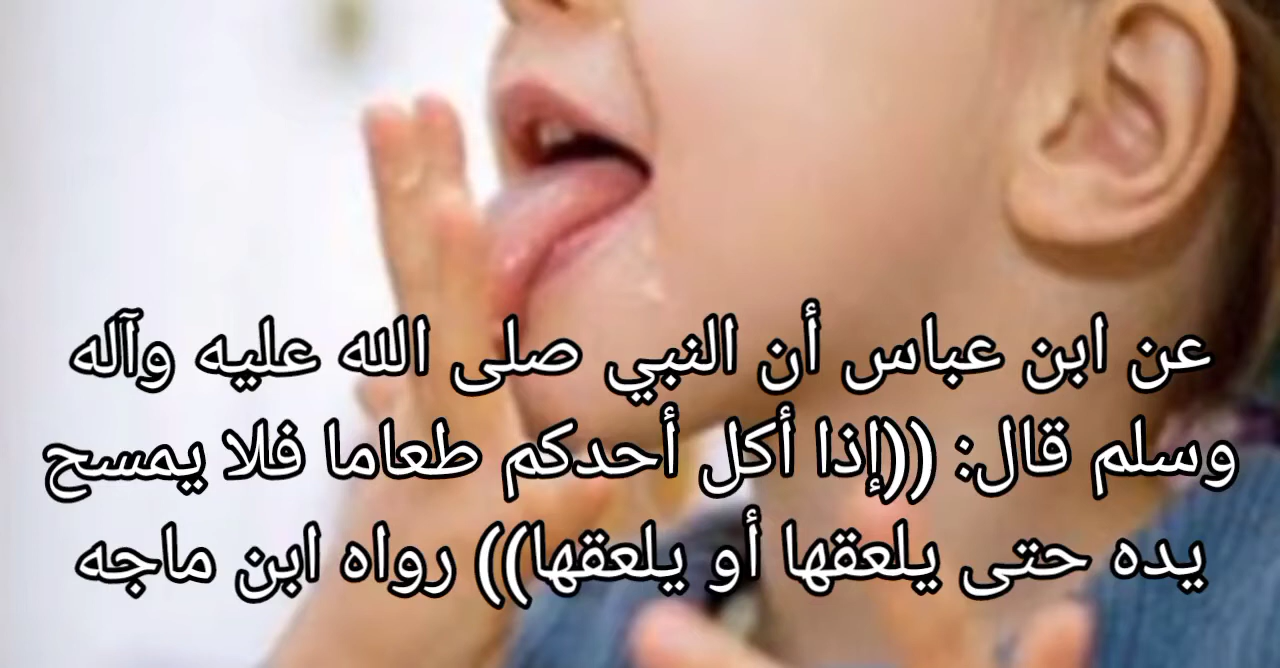 عن ابن عباس أن النبي صلى الله عليه وآله
وسلم قال: ((إذا أكل أحدكم طعاما فلا يمسح
يده حتى يلعقها أو يلعقها)) رواه ابن ماجه